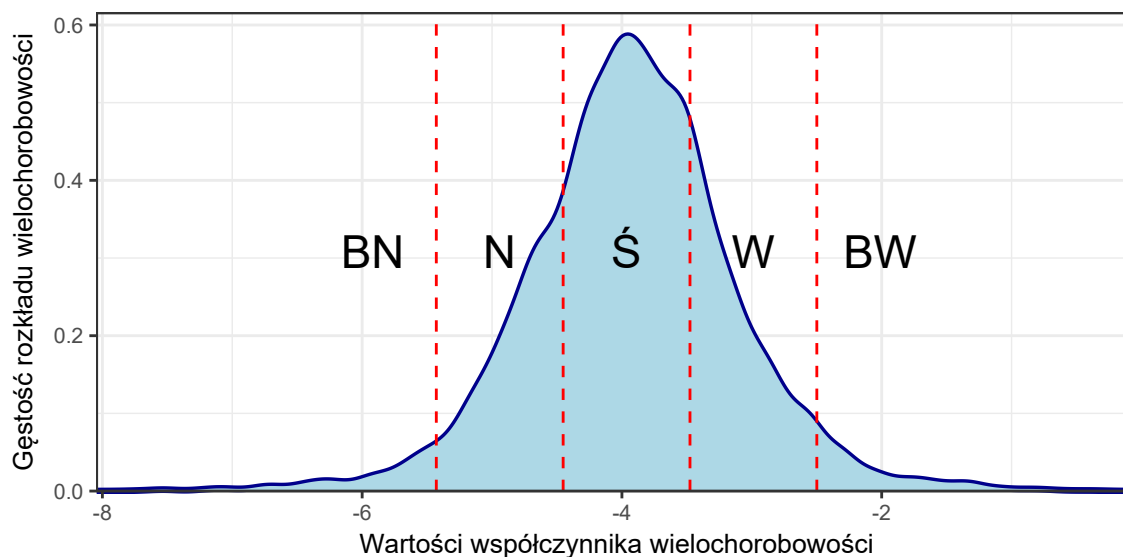 Gęstość rozkładu wielochorobowości
0.6
0.4
0.2
0.0
BN N Ś W BW
-8 -6 -4 -2
Wartości współczynnika wielochorobowości